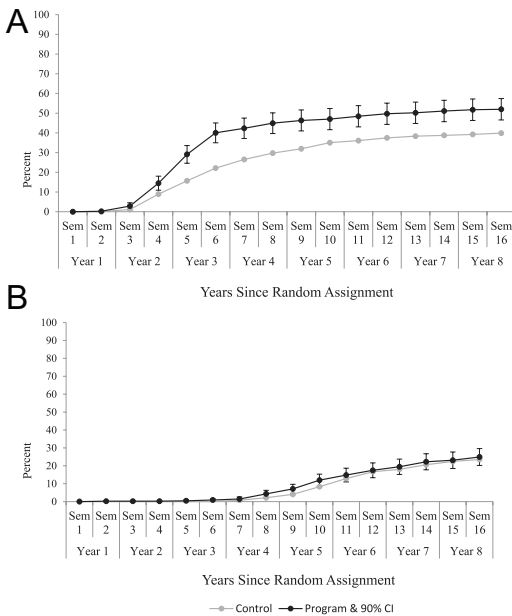 A
100
90
80
70
60
50
40
30
20
10
0
Percent
Sem Sem Sem Sem Sem Sem Sem Sem Sem Sem Sem Sem Sem Sem Sem Sem
1 2 3 4 5 6 7 8 9 10 11 12 13 14 15 16
Year 1 Year 2 Year 3 Year 4 Year 5 Year 6 Year 7 Year 8
Years Since Random Assignment
B
100
90
80
70
60
50
40
30
20
10
0
Percent
Sem Sem Sem Sem Sem Sem Sem Sem Sem Sem Sem Sem Sem Sem Sem Sem
1 2 3 4 5 6 7 8 9 10 11 12 13 14 15 16
Year 1 Year 2 Year 3 Year 4 Year 5 Year 6 Year 7 Year 8
Years Since Random Assignment
Control Program & 90% CI